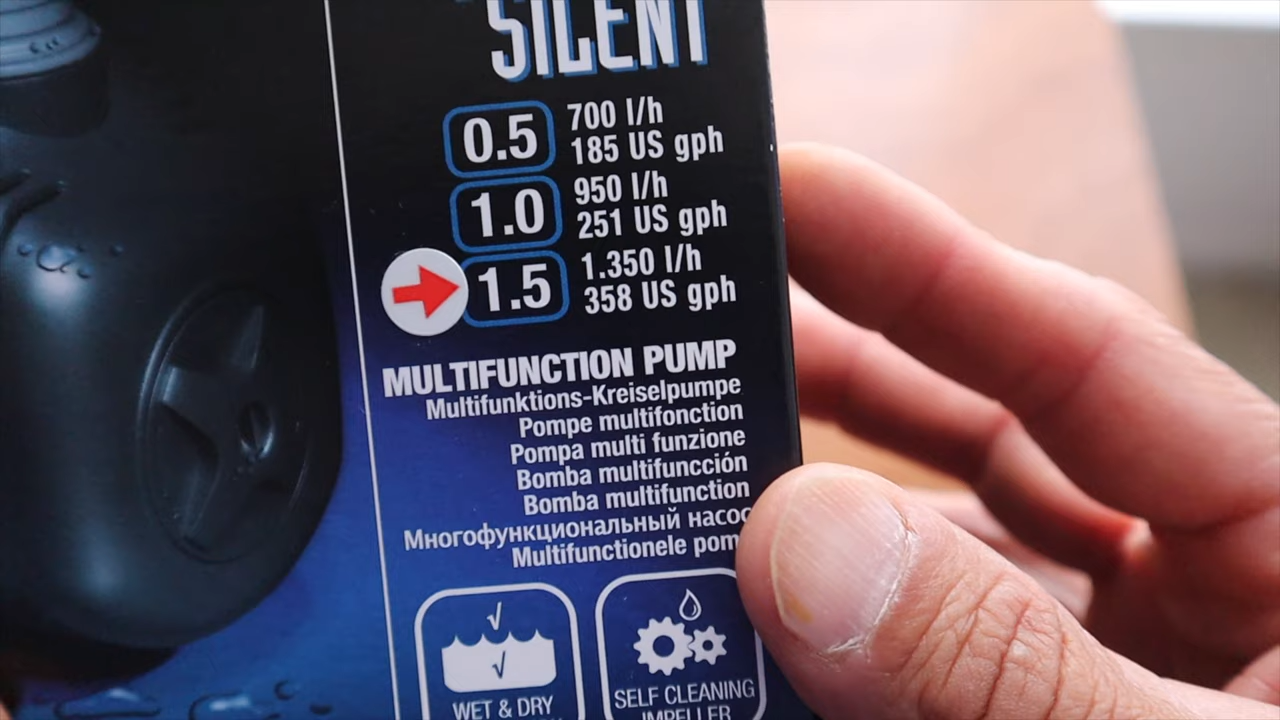 SILENT
0.5 700 l/h
185 US gph
1.0 950 l/h
251 US gph
1.5 1.350 l/h
358 US gph
MULTIFUNCTION PUMP
Multifunktions-Kreiselpumpe
Pompe multifonction
Pompa multi funzione
Bomba multifuncción
Bomba multifunction
Многофункциональный насос
Multifunctionele pom
WET & DRY
SELF CLEANING
IMPELLER